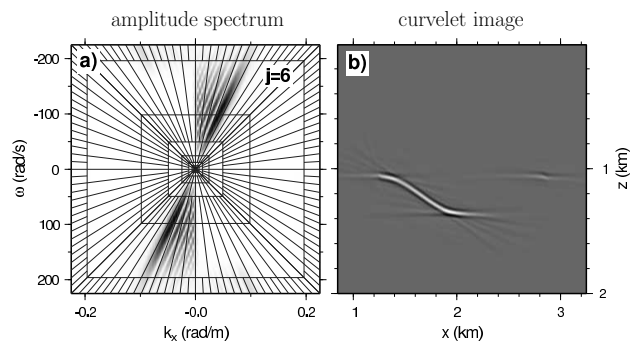 amplitude spectrum
curvelet image
a)
j=6
b)
-200
-100
0
100
200
ω (rad/s)
-0.2
-0.0
0.2
kx (rad/m)
1
2
z (km)
1
2
3
x (km)